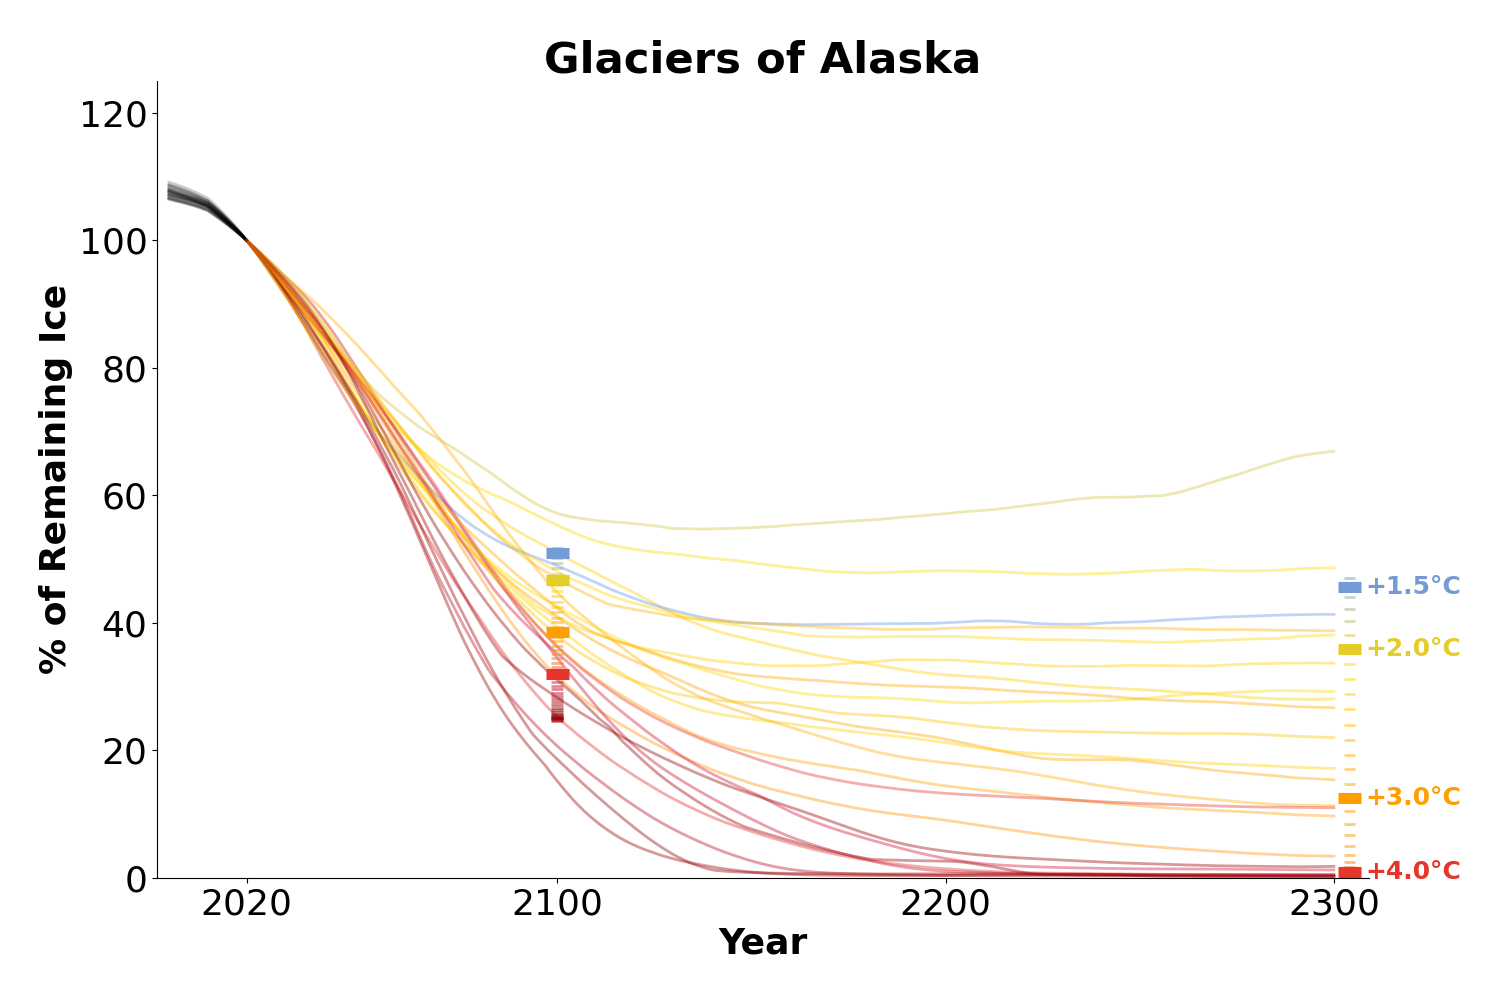 Glaciers of Alaska
% of Remaining Ice
120
100
80
60
40
20
0
+1.5°C
+2.0°C
+3.0°C
+4.0°C
2020 2100 2200 2300
Year